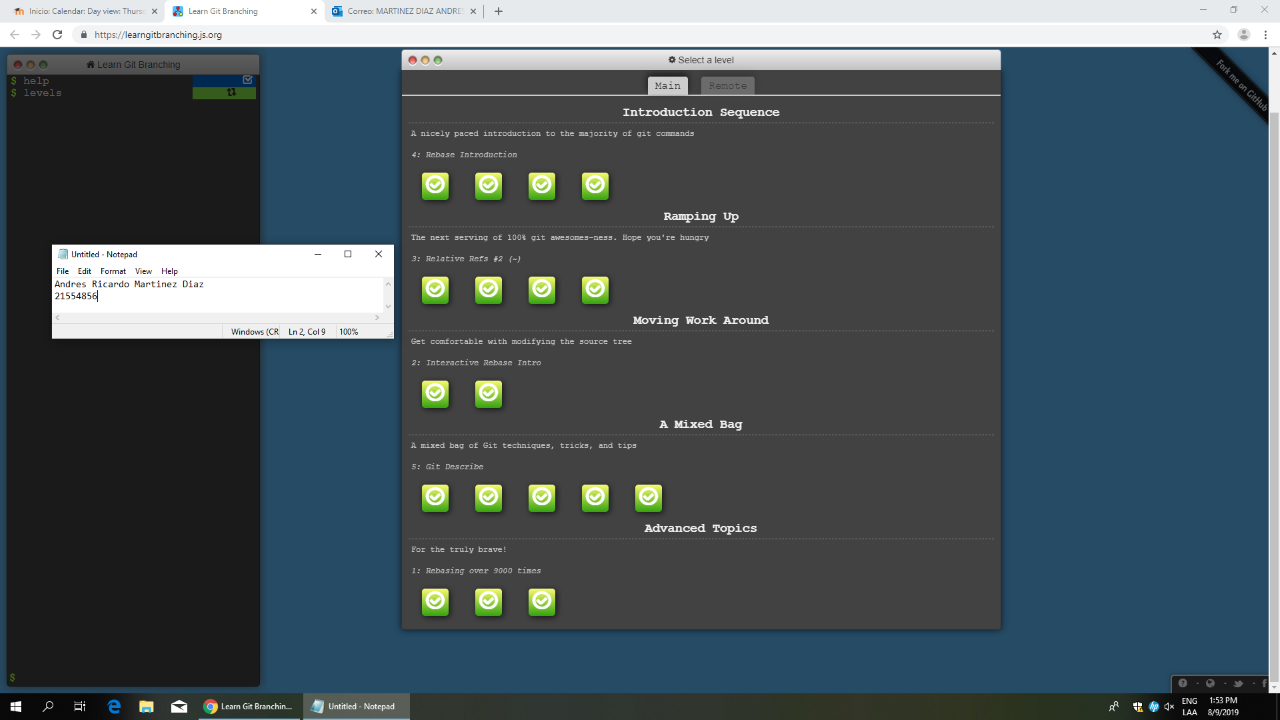 Inicio: Calendar: Day view: Thurs
Learn Git Branching
Correo: MARTINEZ DIAZ ANDRES
https://learngitbranching.js.org
Fork me on GitHub
Learn Git Branching
$ help
$ levels
$
Select a level
Main
Remote
Introduction Sequence
A nicely paced introduction to the majority of git commands
4: Rebase Introduction
Ramping Up
The next serving of 100% git awesomes-ness. Hope you're hungry
3: Relative Refs #2 (~)
Moving Work Around
Get comfortable with modifying the source tree
2: Interactive Rebase Intro
A Mixed Bag
A mixed bag of Git techniques, tricks, and tips
5: Git Describe
Advanced Topics
For the truly brave!
1: Rebasing over 9000 times
Untitled - Notepad
File Edit Format View Help
Andres Ricardo Martinez Diaz
21554856
Windows (CR
Ln 2, Col 9
100%
Learn Git Branchin...
Untitled - Notepad
ENG
LAA
1:53 PM
8/9/2019